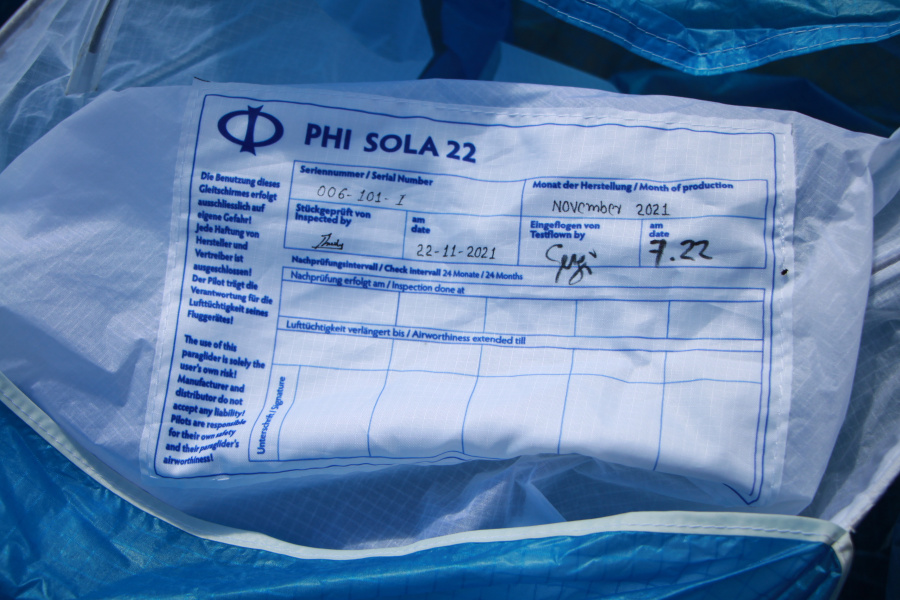 PHI SOLA 22
Seriennummer / Serial Number
006-101-I
Monat der Herstellung / Month of production
November 2021
Stückgeprüft von
Inspected by
am
date
22-11-2021
Eingeflogen von
Testflown by
am
date
7.22
Nachprüfungsintervall / Check Intervall 24 Monate / 24 Months
Nachprüfung erfolgt am / Inspection done at
Lufttüchtigkeit verlängert bis / Airworthiness extended till
Unterschrift / Signature
Die Benutzung dieses
Gleitschirmes erfolgt
ausschliesslich auf
eigene Gefahr!
Jede Haftung von
Hersteller und
Vertreiber ist
ausgeschlossen!
Der Pilot trägt die
Verantwortung für die
Lufttüchtigkeit seines
Fluggerätes!
The use of this
paraglider is solely the
user's own risk!
Manufacturer and
distributor do not
accept any liability!
Pilots are responsible
for their own safety
and their paraglider's
airworthiness!